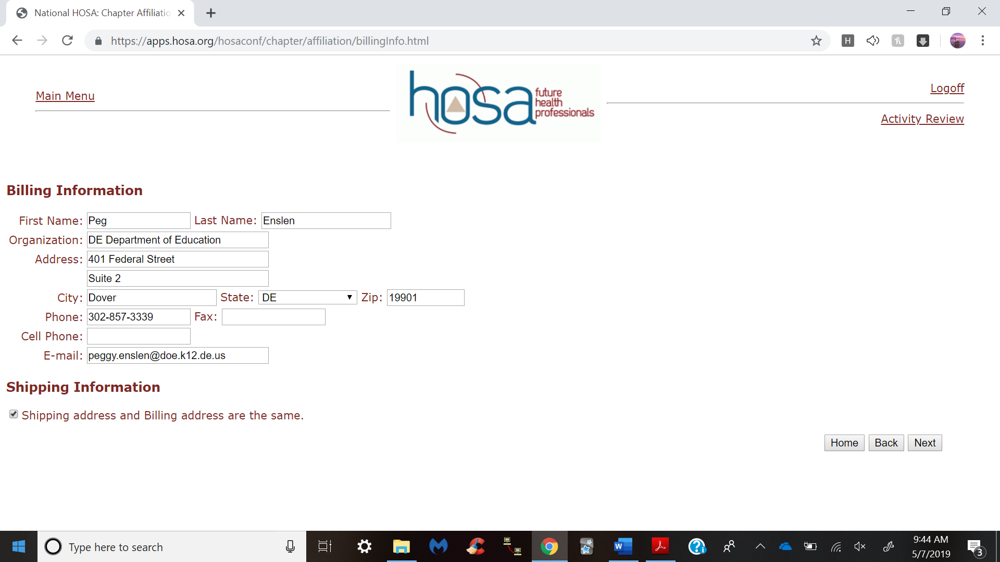 National HOSA: Chapter Affiliatio
https://apps.hosa.org/hosaconf/chapter/affiliation/billingInfo.html
H
Main Menu
hosa future health professionals
Logoff
Activity Review
Billing Information
First Name: Peg Last Name: Enslen
Organization: DE Department of Education
Address: 401 Federal Street
Suite 2
City: Dover State: DE Zip: 19901
Phone: 302-857-3339 Fax:
Cell Phone:
E-mail: peggy.enslen@doe.k12.de.us
Shipping Information
Shipping address and Billing address are the same.
Home Back Next
Type here to search
9:44 AM
5/7/2019
3